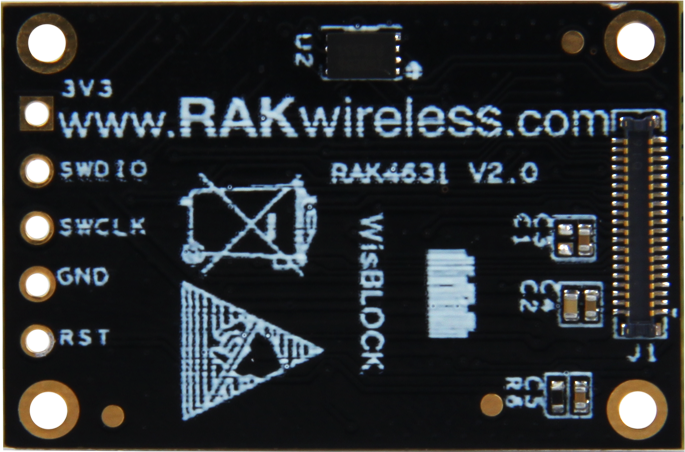 U2
3V3
www.RAKwireless.com
SWDIO
RAK4631 V2.0
SWCLK
WisBLOCK
C3
C1
GND
C4
C2
RST
J1
C5
R6